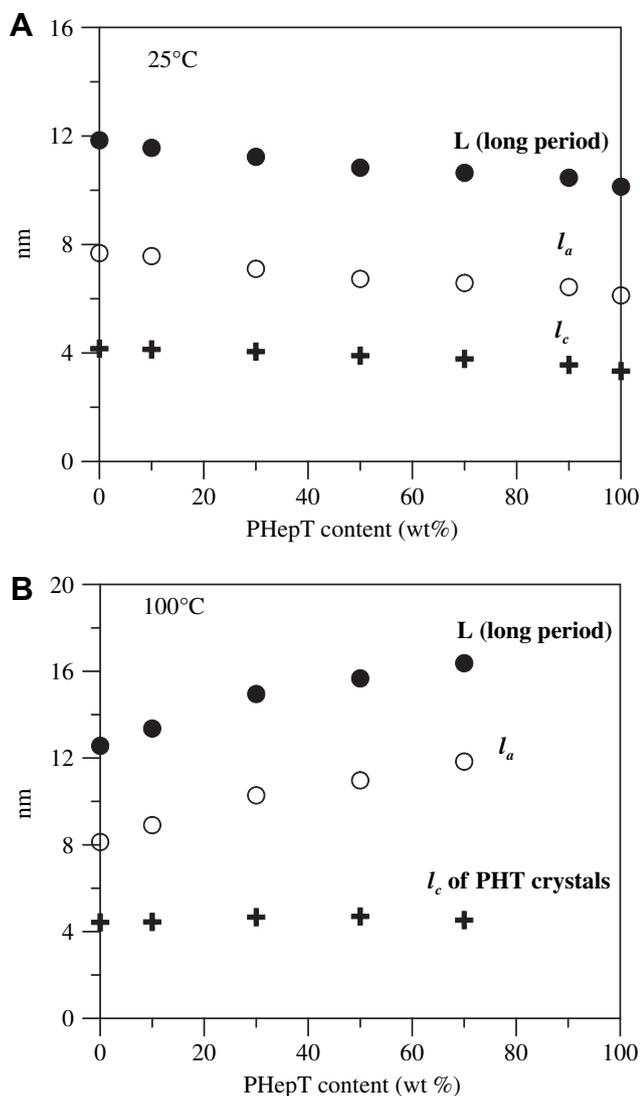 A
16
25°C
12
L (long period)
nm
8
lₐ
l_c
4
0
0 20 40 60 80 100
PHepT content (wt%)
B
20
100°C
L (long period)
16
lₐ
12
nm
8
l_c of PHT crystals
4
0
0 20 40 60 80 100
PHepT content (wt %)